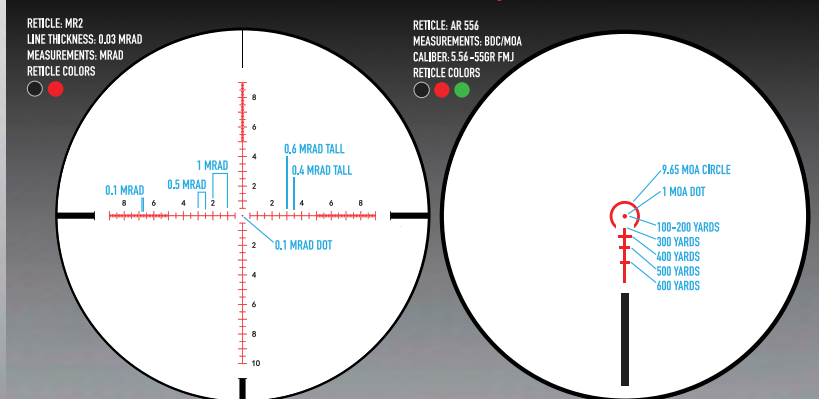 RETICLE: MR2
LINE THICKNESS: 0.03 MRAD
MEASUREMENTS: MRAD
RETICLE COLORS
8
6
4
2
0.6 MRAD TALL
0.4 MRAD TALL
1 MRAD
0.5 MRAD
0.1 MRAD
8 6 4 2 2 4 6 8
0.1 MRAD DOT
2
4
6
8
10
RETICLE: AR 556
MEASUREMENTS: BDC/MOA
CALIBER: 5.56 -55GR FMJ
RETICLE COLORS
9.65 MOA CIRCLE
1 MOA DOT
100-200 YARDS
300 YARDS
400 YARDS
500 YARDS
600 YARDS